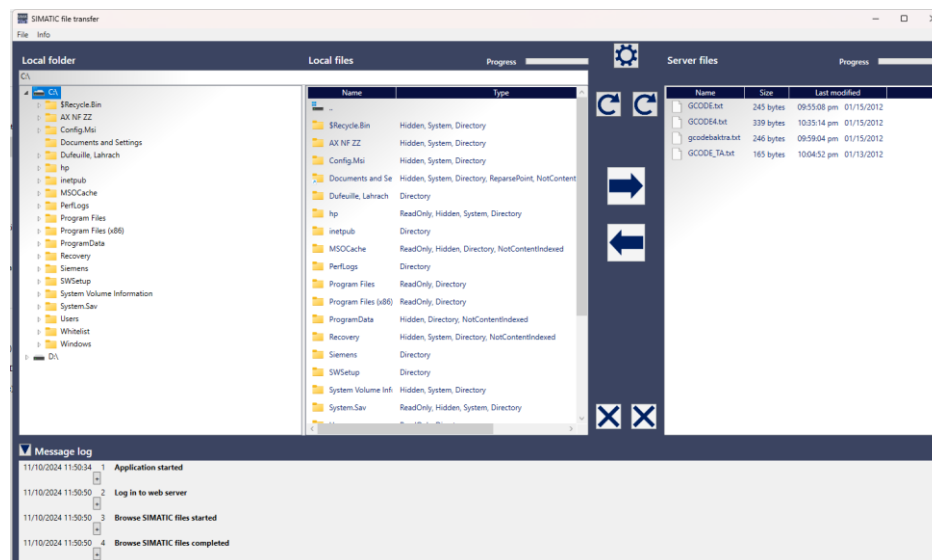 SIMATIC file transfer
File Info
Local folder
C:\
C:\
$Recycle.Bin
AX NF ZZ
Config.Msi
Documents and Settings
Dufeuille, Lahrach
hp
inetpub
MSOCache
PerfLogs
Program Files
Program Files (x86)
ProgramData
Recovery
Siemens
SWSetup
System Volume Information
System.Sav
Users
Whitelist
Windows
D:\
Local files Progress
Name Type
..
$Recycle.Bin Hidden, System, Directory
AX NF ZZ Hidden, System, Directory
Config.Msi Hidden, System, Directory
Documents and Se Hidden, System, Directory, ReparsePoint, NotContent
Dufeuille, Lahrach Directory
hp ReadOnly, Hidden, System, Directory
inetpub Directory
MSOCache ReadOnly, Hidden, Directory, NotContentIndexed
PerfLogs Directory
Program Files ReadOnly, Directory
Program Files (x86) ReadOnly, Directory
ProgramData Hidden, Directory, NotContentIndexed
Recovery Hidden, System, Directory, NotContentIndexed
Siemens Directory
SWSetup Directory
System Volume Inf Hidden, System, Directory
System.Sav ReadOnly, Hidden, System, Directory
Server files Progress
Name Size Last modified
GCODE.txt 245 bytes 09:55:08 pm 01/15/2012
GCODE4.txt 339 bytes 10:35:14 pm 01/15/2012
gcodebaktra.txt 246 bytes 09:59:04 pm 01/15/2012
GCODE_TA.txt 165 bytes 10:04:52 pm 01/13/2012
Message log
11/10/2024 11:50:34 1 Application started
+
11/10/2024 11:50:50 2 Log in to web server
+
11/10/2024 11:50:50 3 Browse SIMATIC files started
+
11/10/2024 11:50:50 4 Browse SIMATIC files completed
+